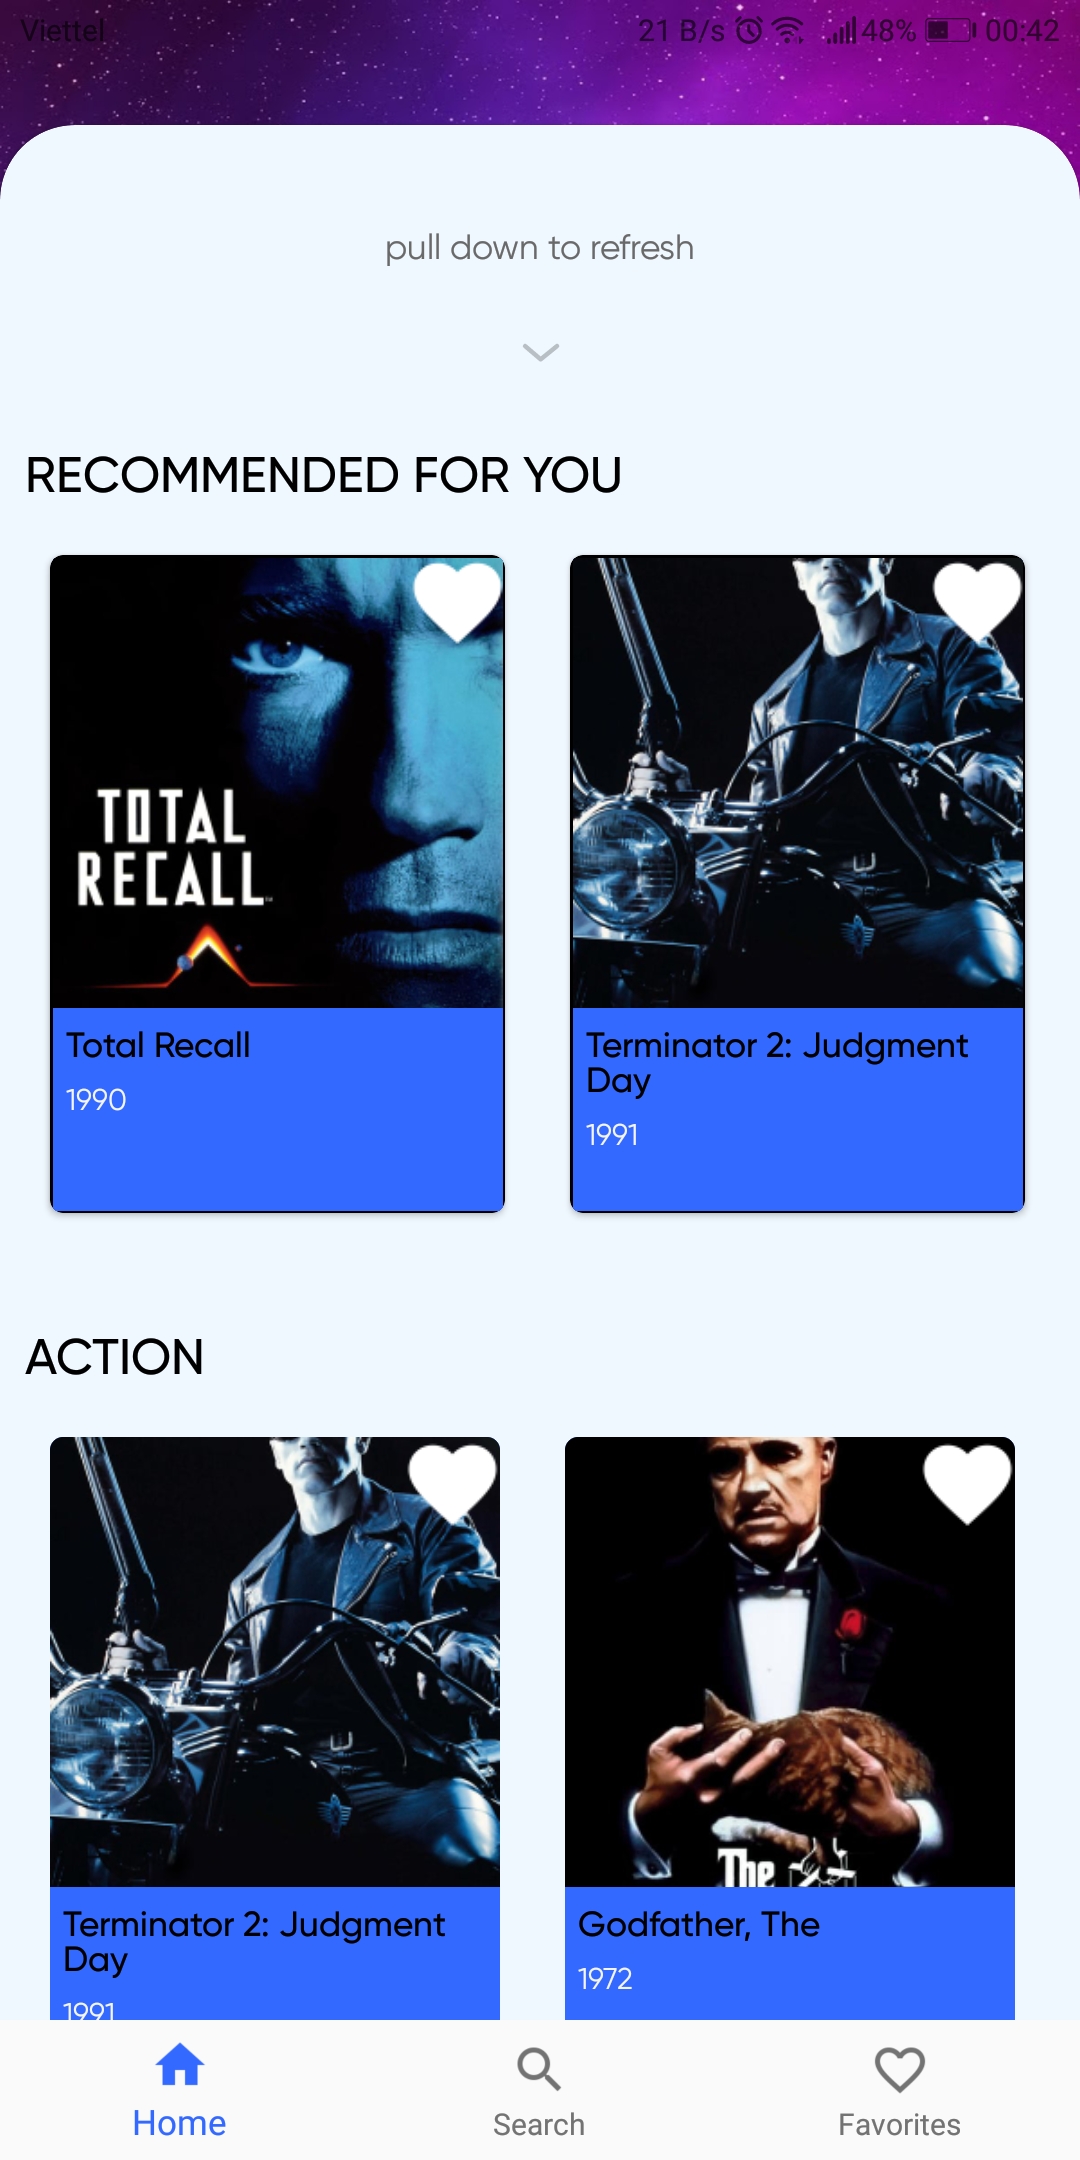 Viettel 21 B/s 48% 00:42
pull down to refresh
RECOMMENDED FOR YOU
TOTAL
RECALL
Total Recall
1990
Terminator 2: Judgment
Day
1991
ACTION
The
Terminator 2: Judgment
Day
1991
Godfather, The
1972
Home
Search
Favorites